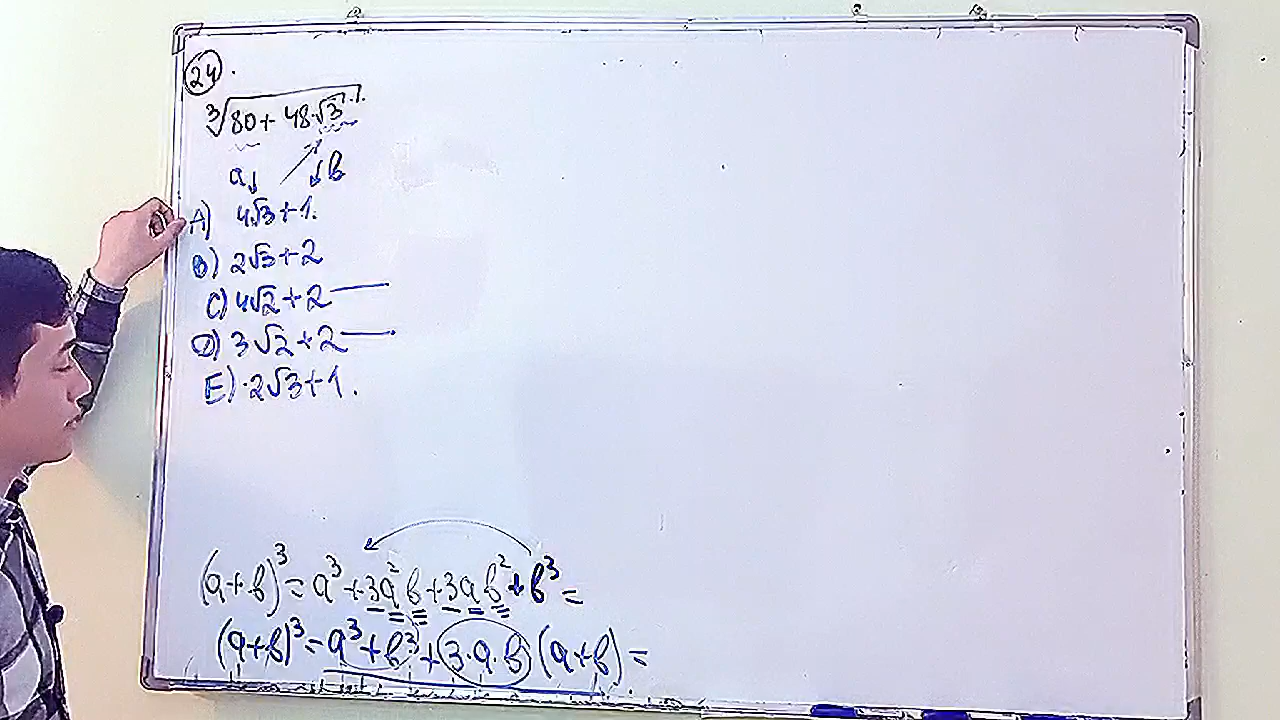 24.
∛(80+48·√3)
a b
A) 4√3+1.
B) 2√3+2
C) 4√2+2
D) 3√2+2
E) 2√3+1.
(a+b)³=a³+3a²b+3ab²+b³=
(a+b)³=a³+b³+3·a·b(a+b)=